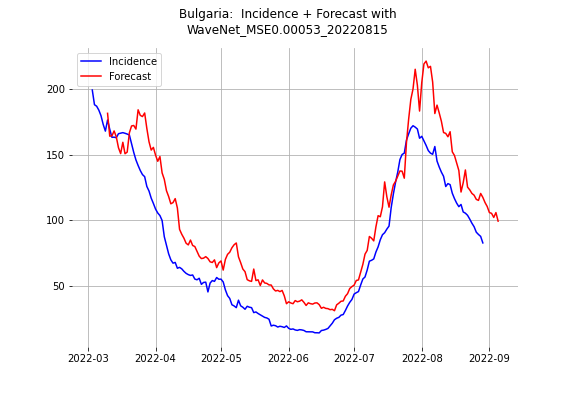 Bulgaria:  Incidence + Forecast with
WaveNet_MSE0.00053_20220815
Incidence
Forecast
200
150
100
50
2022-03 2022-04 2022-05 2022-06 2022-07 2022-08 2022-09